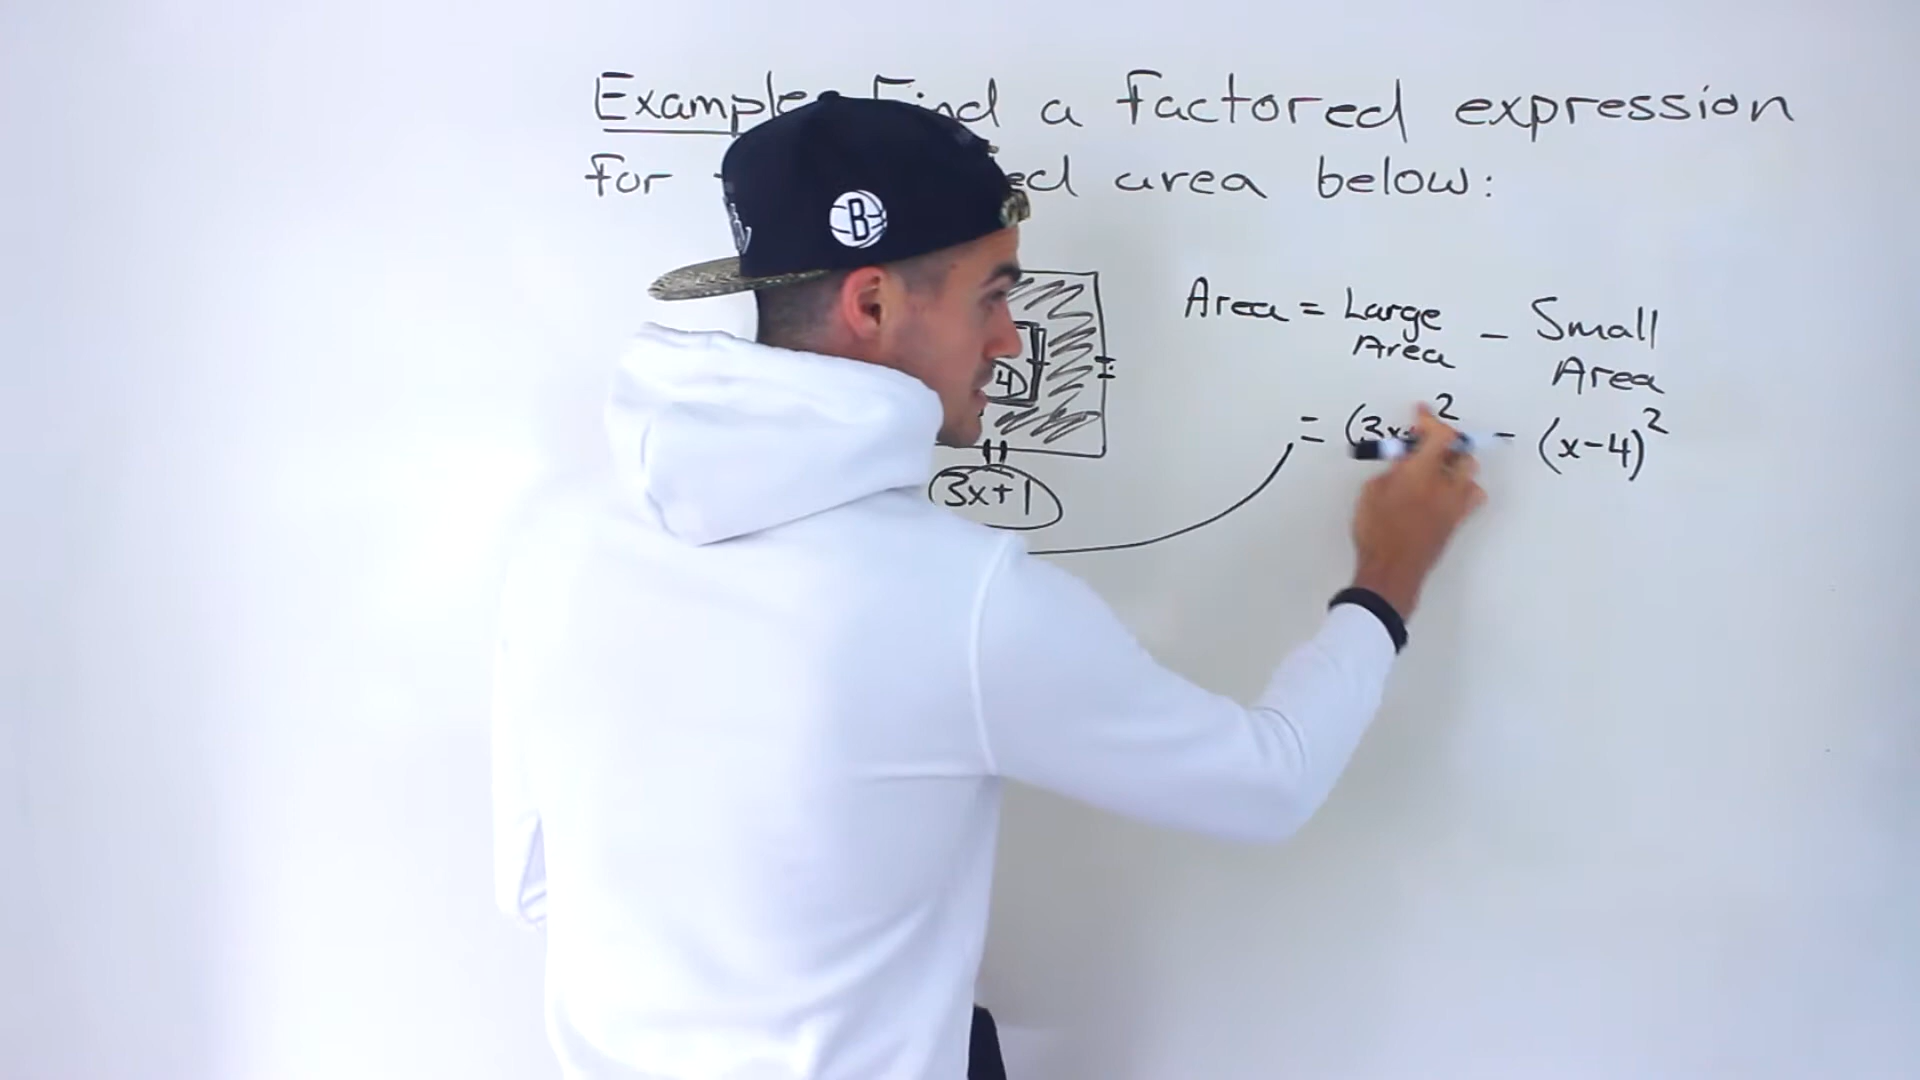 Example Find a factored expression
For ed area below:
Area = Large Area - Small Area
= (3x+ ² - (x-4)²
4
3x+1
B